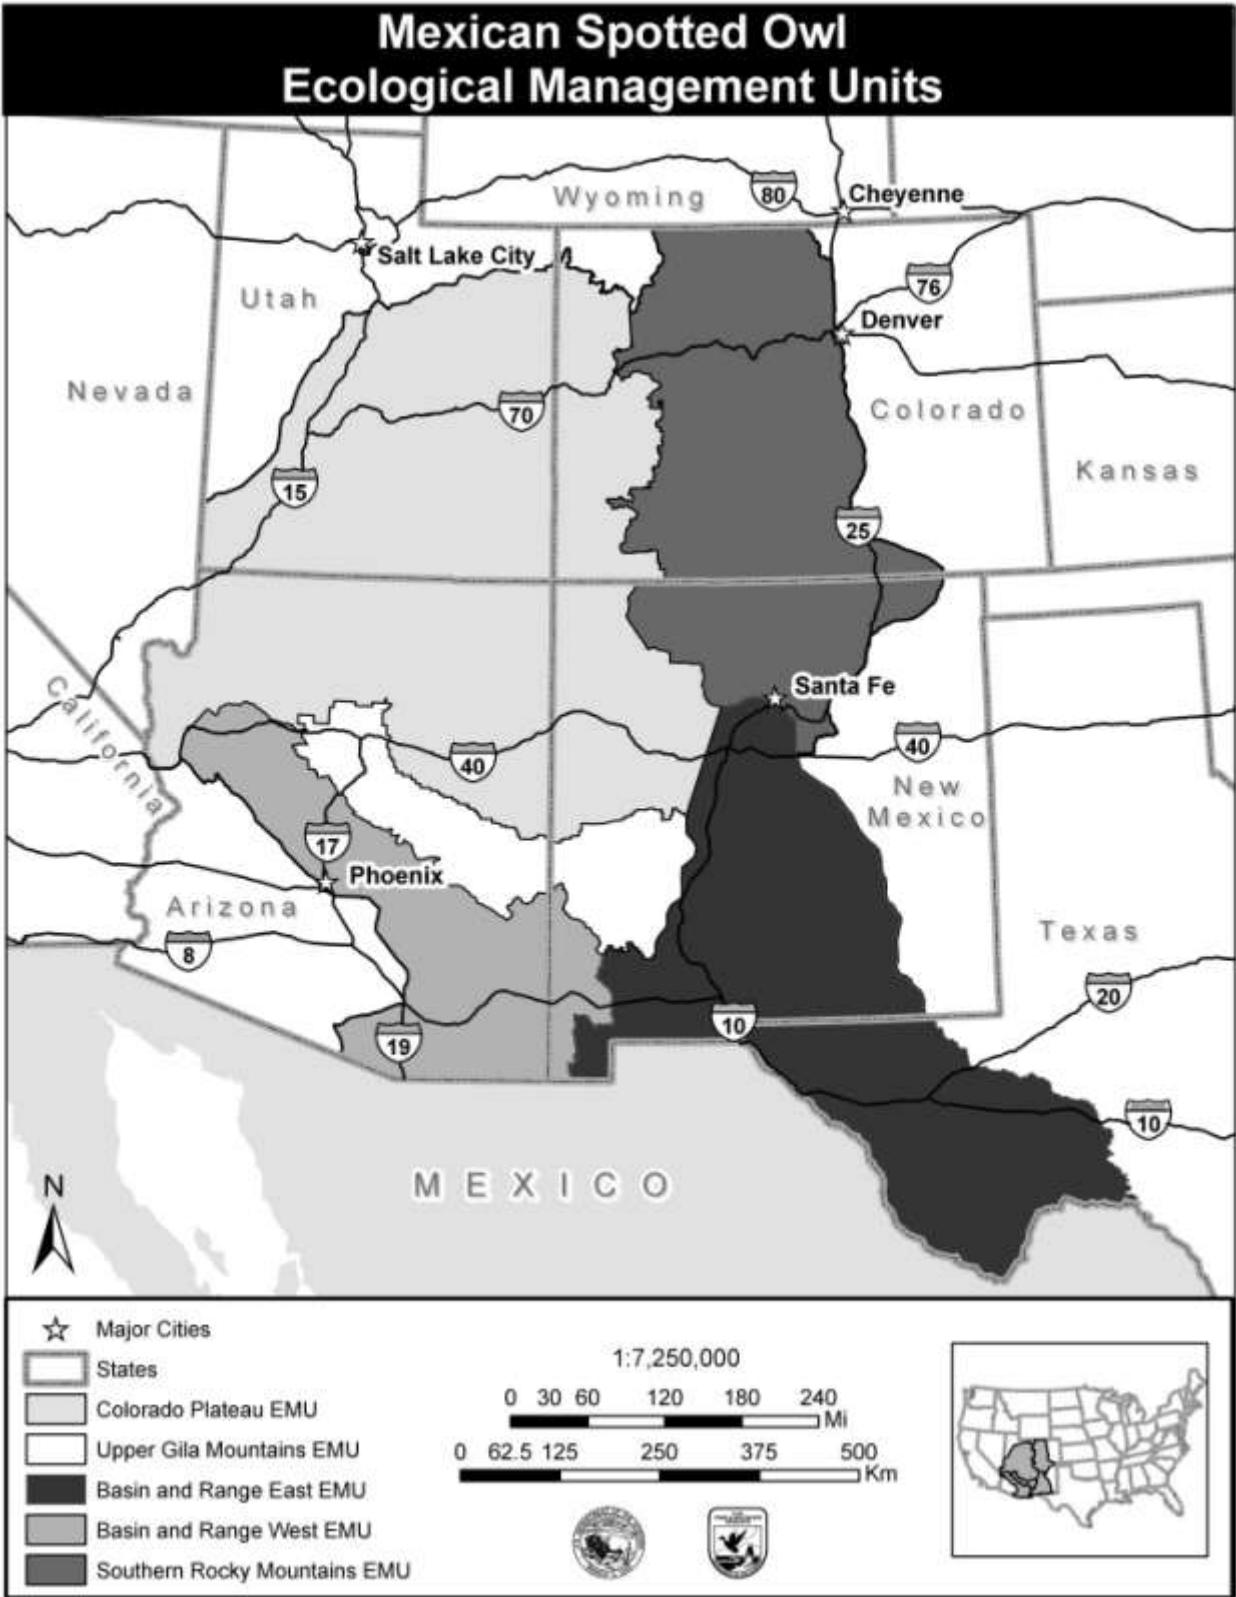 Mexican Spotted Owl
Ecological Management Units
Wyoming
80
Cheyenne
Salt Lake City
Utah
76
Denver
Nevada
70
Colorado
Kansas
15
25
Santa Fe
California
40
40
New
Mexico
17
Phoenix
Arizona
Texas
8
20
10
19
10
MEXICO
N
Major Cities
States
Colorado Plateau EMU
Upper Gila Mountains EMU
Basin and Range East EMU
Basin and Range West EMU
Southern Rocky Mountains EMU
1:7,250,000
0 30 60 120 180 240
Mi
0 62.5 125 250 375 500
Km